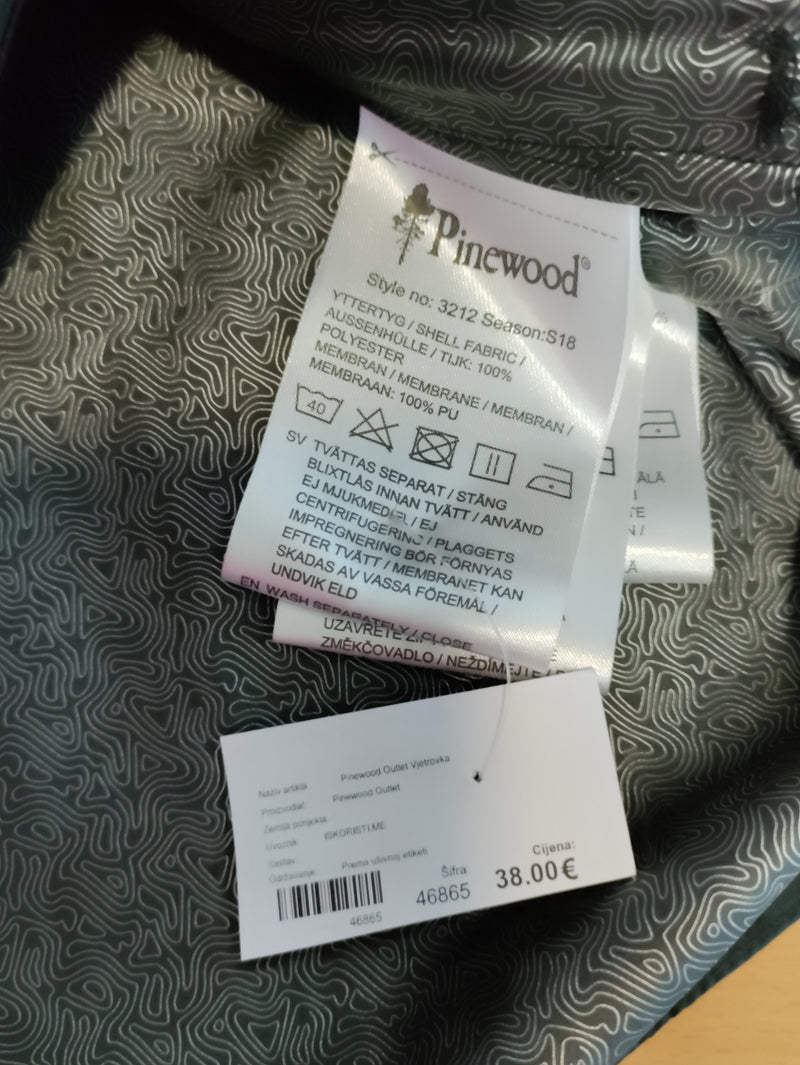 Pinewood®
Style no: 3212 Season:S18
YTTERTYG / SHELL FABRIC /
AUSSENHÜLLE / TIJK: 100%
POLYESTER
MEMBRAN / MEMBRANE / MEMBRAN /
MEMBRAAN: 100% PU
40
SV TVÄTTAS SEPARAT / STÄNG
BLIXTLÅS INNAN TVÄTT / ANVÄND
EJ MJUKMEDEL / EJ
CENTRIFUGERING / PLAGGETS
IMPREGNERING BÖR FÖRNYAS
EFTER TVÄTT / MEMBRANET KAN
SKADAS AV VASSA FÖREMÅL /
UNDVIK ELD
EN WASH SEPARATELY / CLOSE
UZAVŘETE
ZMĚKČOVADLO / NEŽDÍMEJTE /
Naziv artikla: Pinewood Outlet Vjetrovka
Proizvođač: Pinewood Outlet
Zemlja porijekla:
Uvoznik: ISKORISTI.ME
Sastav:
Održavanje: Prema ušivnoj etiketi
46865
Šifra
46865
Cijena:
38.00€